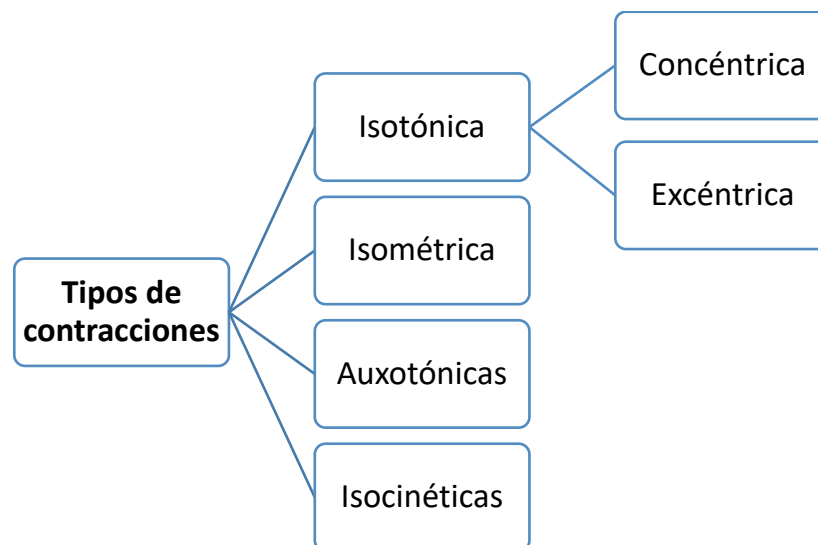 Tipos de
contracciones
Isotónica
Concéntrica
Excéntrica
Isométrica
Auxotónicas
Isocinéticas